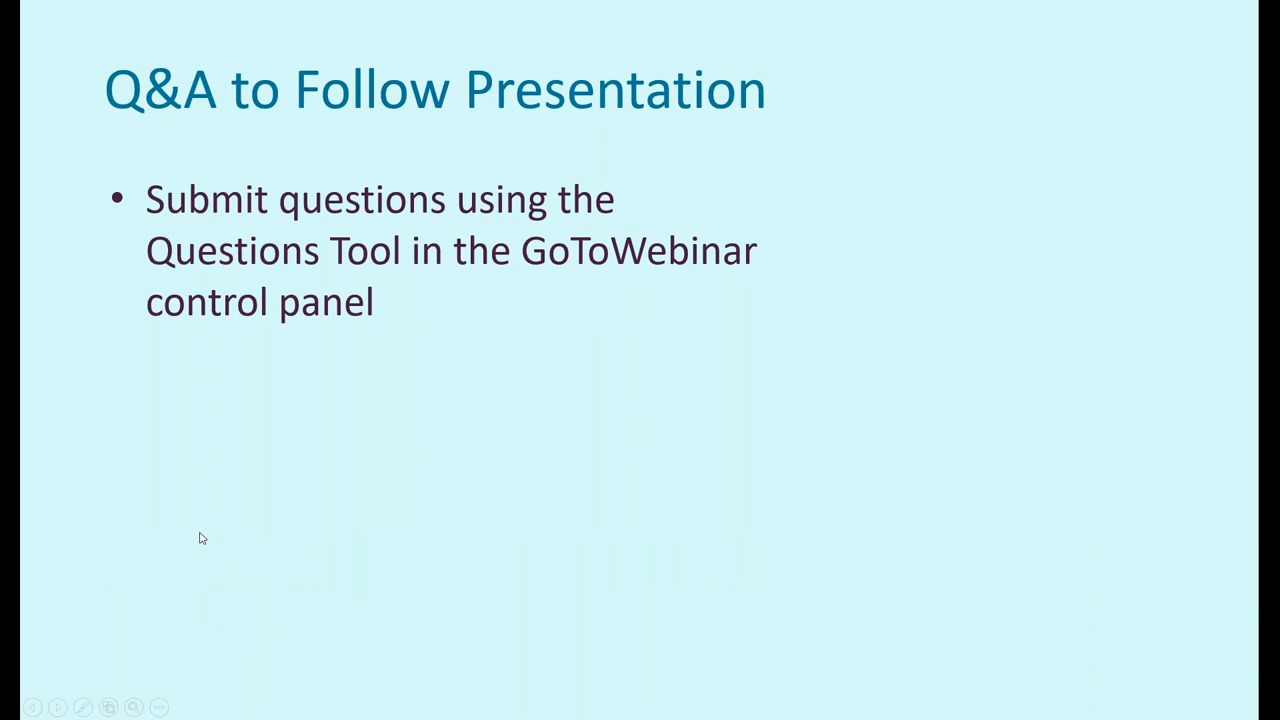 Q&A to Follow Presentation
• Submit questions using the
Questions Tool in the GoToWebinar
control panel